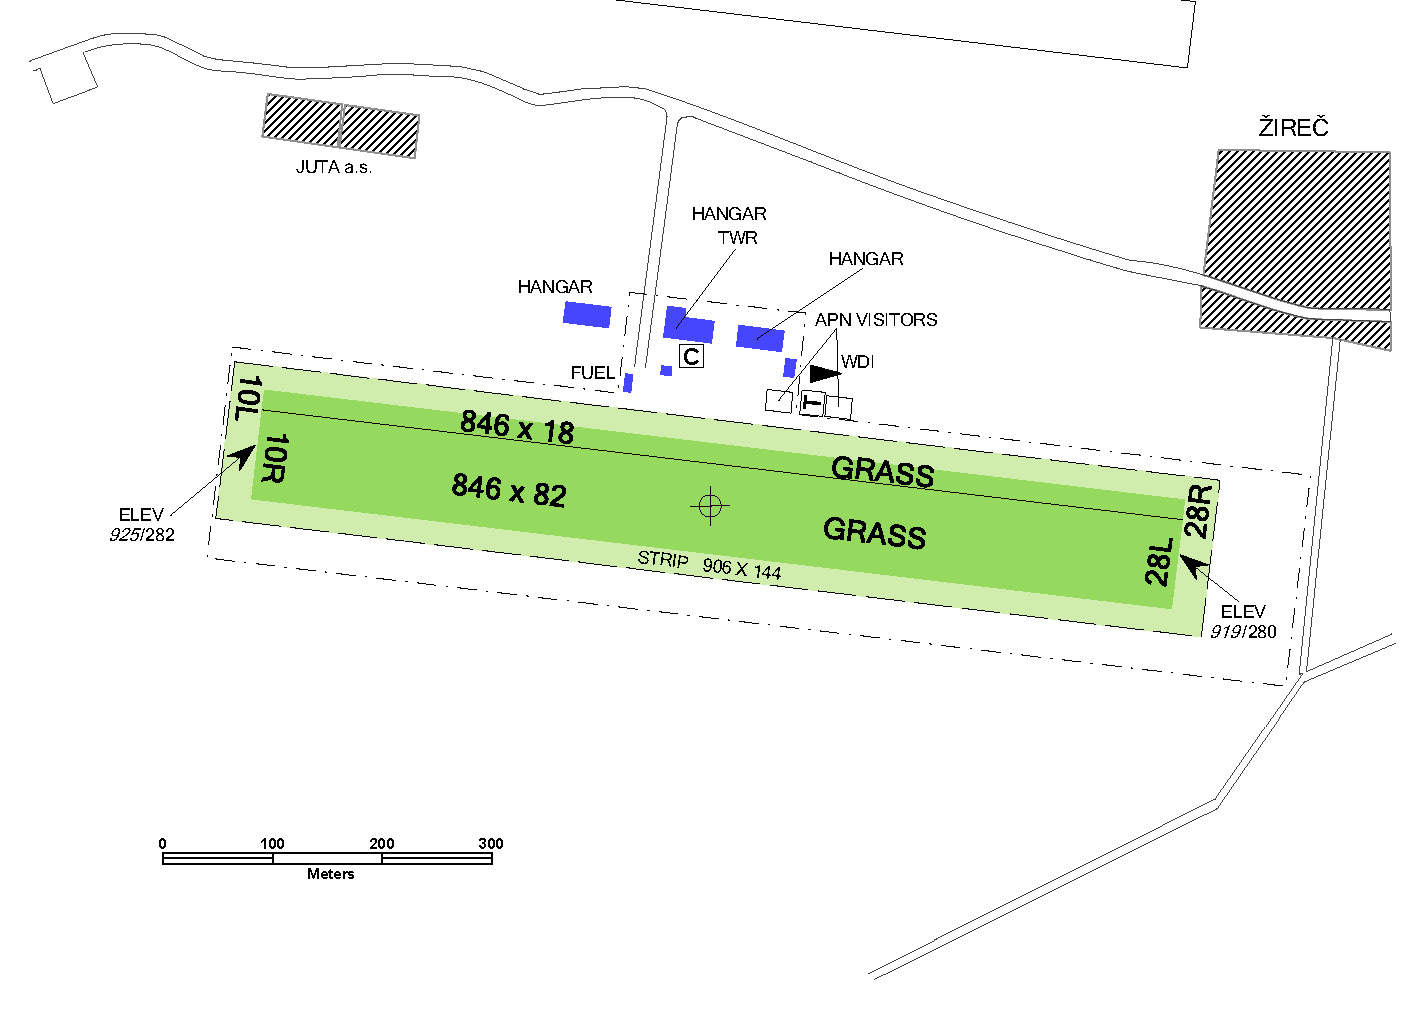 ŽIREČ
JUTA a.s.
HANGAR
TWR
HANGAR
HANGAR
APN VISITORS
C
WDI
FUEL
T
10L
846 x 18
GRASS
10R
846 x 82
GRASS
28R
28L
ELEV
925/282
STRIP 906 X 144
ELEV
919/280
0 100 200 300
Meters